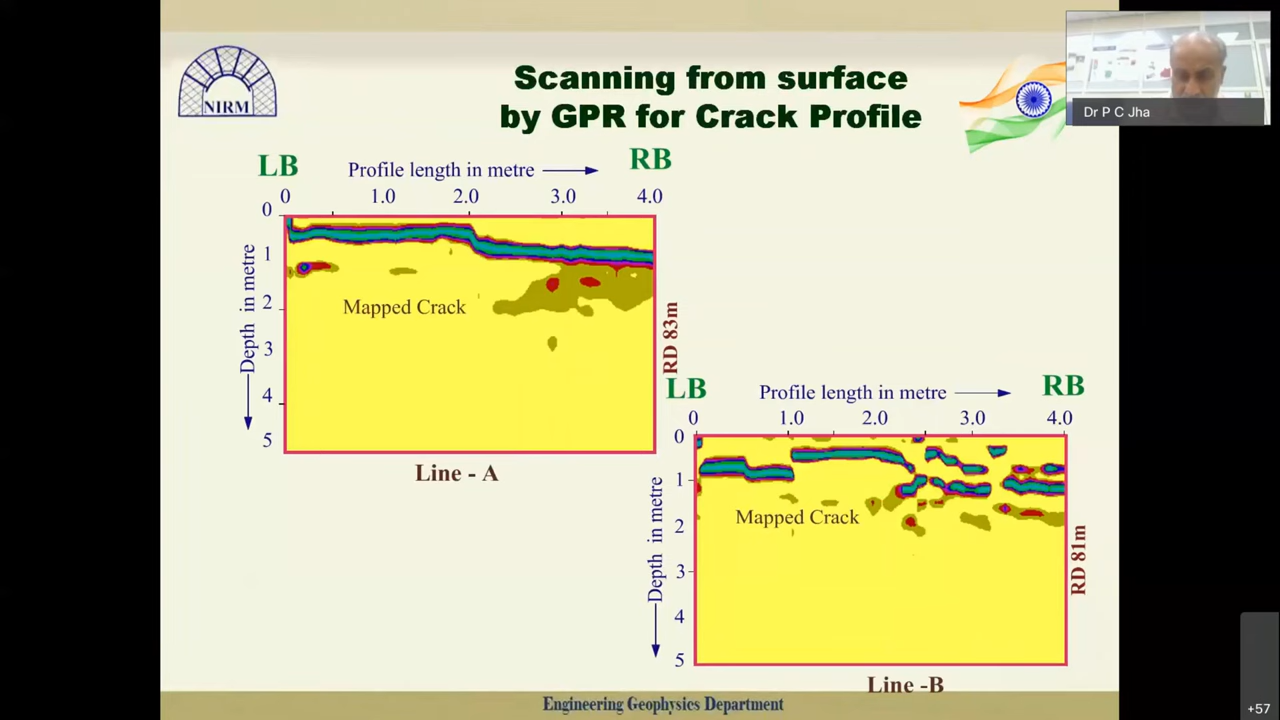 NIRM
Scanning from surface
by GPR for Crack Profile
Dr P C Jha
LB
Profile length in metre
RB
0 1.0 2.0 3.0 4.0
0
1
2
3
4
5
Depth in metre
Mapped Crack
RD 83m
Line - A
LB
Profile length in metre
RB
0 1.0 2.0 3.0 4.0
0
1
2
3
4
5
Depth in metre
Mapped Crack
RD 81m
Line -B
Engineering Geophysics Department
+57